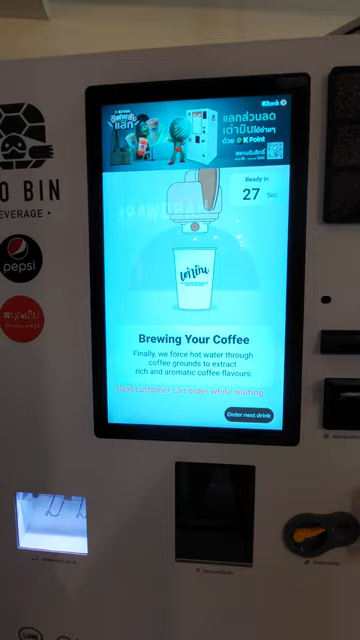 KBank
K Point
แลกส่วนลด
เต่าบินได้ง่ายๆ
ด้วย K Point
Ready in
27 Sec
O BIN
EVERAGE •
pepsi
เต่าบิน
Brewing Your Coffee
Finally, we force hot water through
coffee grounds to extract
rich and aromatic coffee flavours.
Next customer can order while waiting
Order next drink
LINE